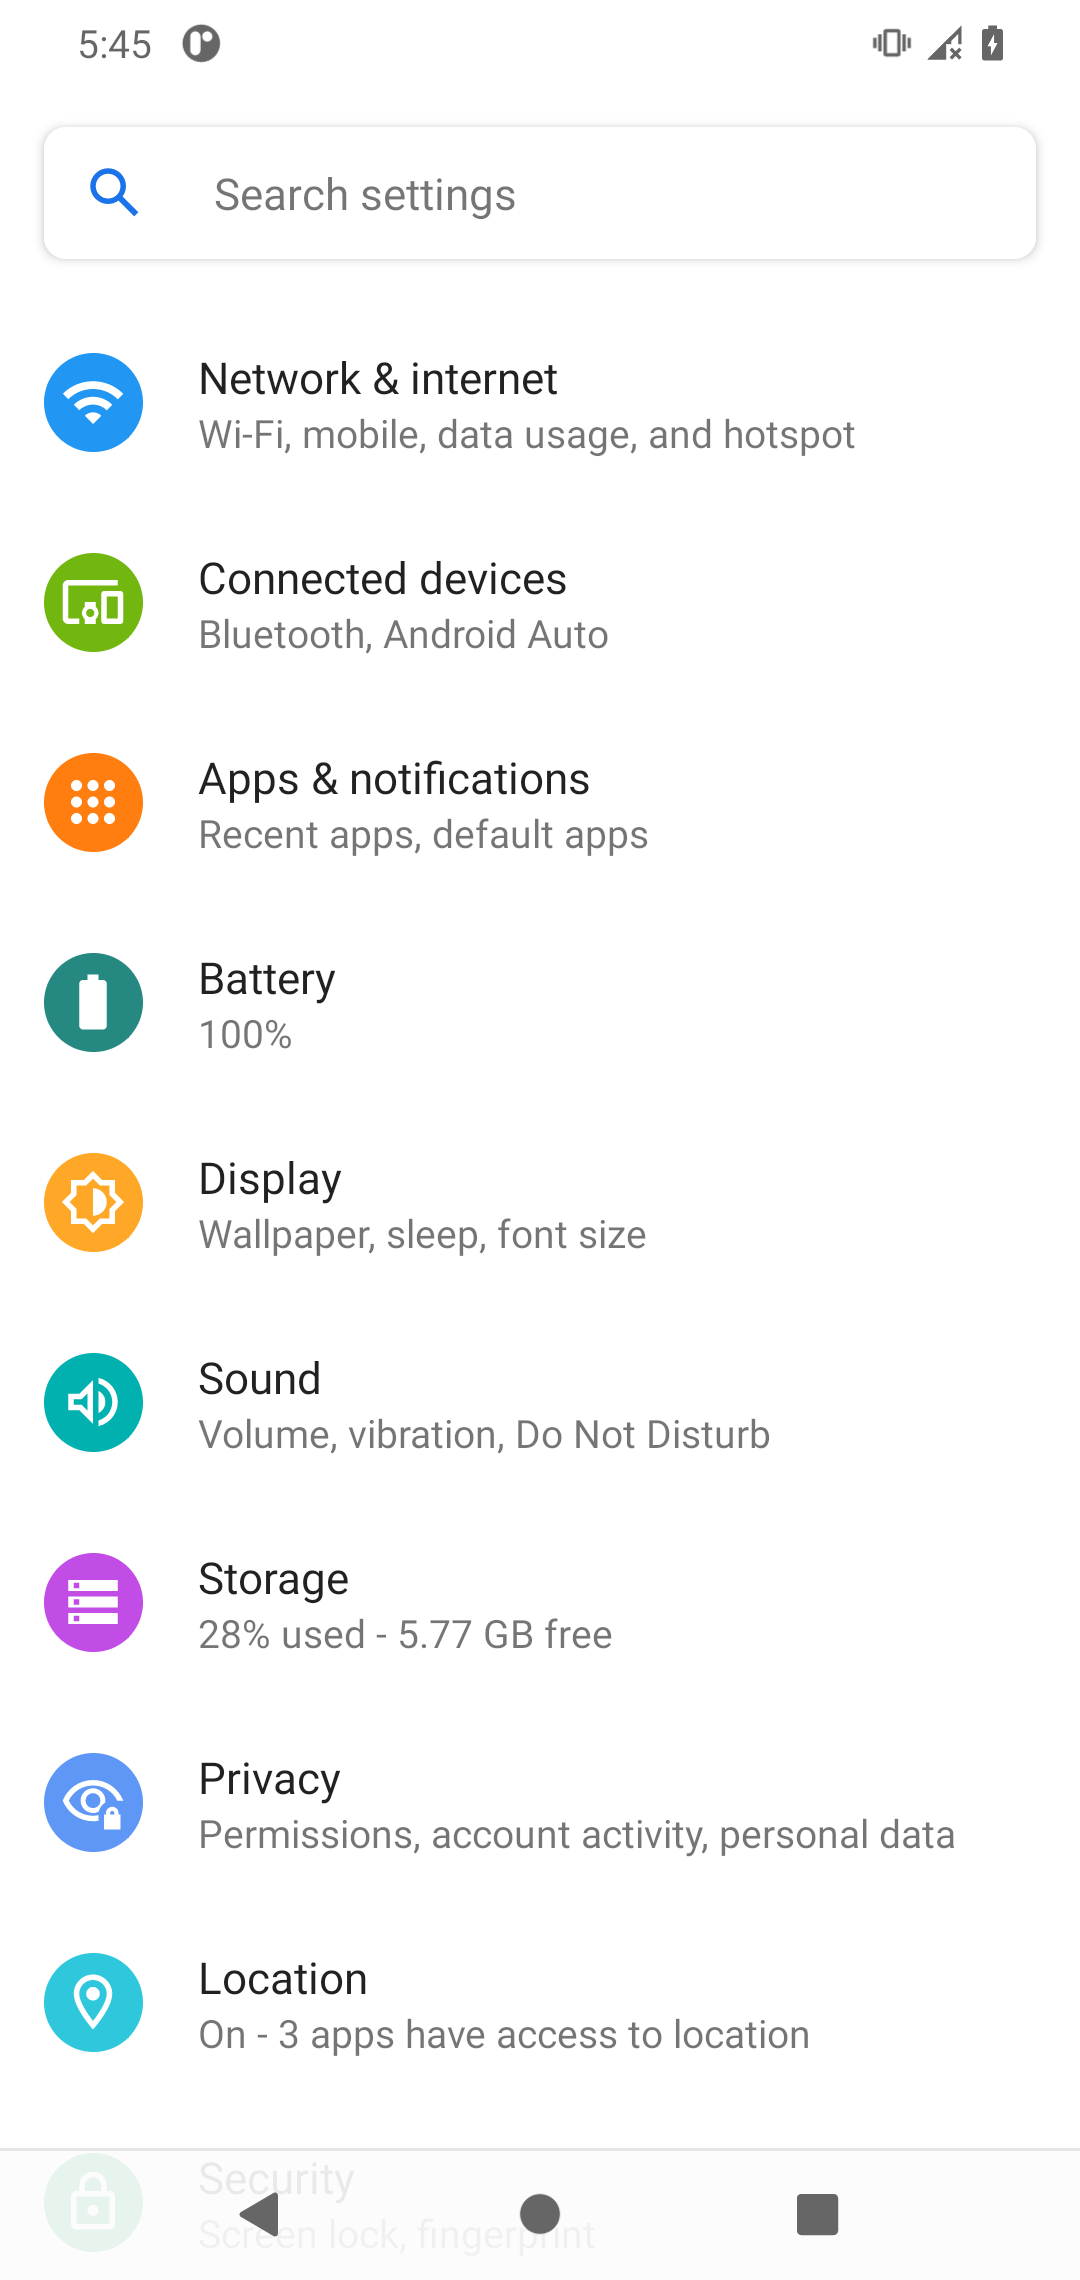 5:45
Search settings
Network & internet
Wi-Fi, mobile, data usage, and hotspot
Connected devices
Bluetooth, Android Auto
Apps & notifications
Recent apps, default apps
Battery
100%
Display
Wallpaper, sleep, font size
Sound
Volume, vibration, Do Not Disturb
Storage
28% used - 5.77 GB free
Privacy
Permissions, account activity, personal data
Location
On - 3 apps have access to location
Security
Screen lock, fingerprint